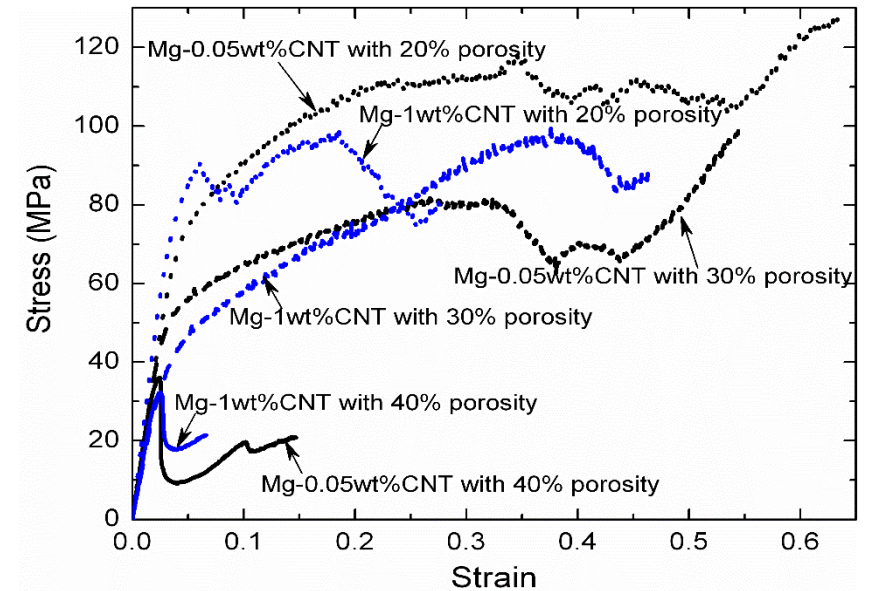 120
100
80
60
40
20
0
Stress (MPa)
Mg-0.05wt%CNT with 20% porosity
Mg-1wt%CNT with 20% porosity
Mg-0.05wt%CNT with 30% porosity
Mg-1wt%CNT with 30% porosity
Mg-1wt%CNT with 40% porosity
Mg-0.05wt%CNT with 40% porosity
0.0 0.1 0.2 0.3 0.4 0.5 0.6
Strain